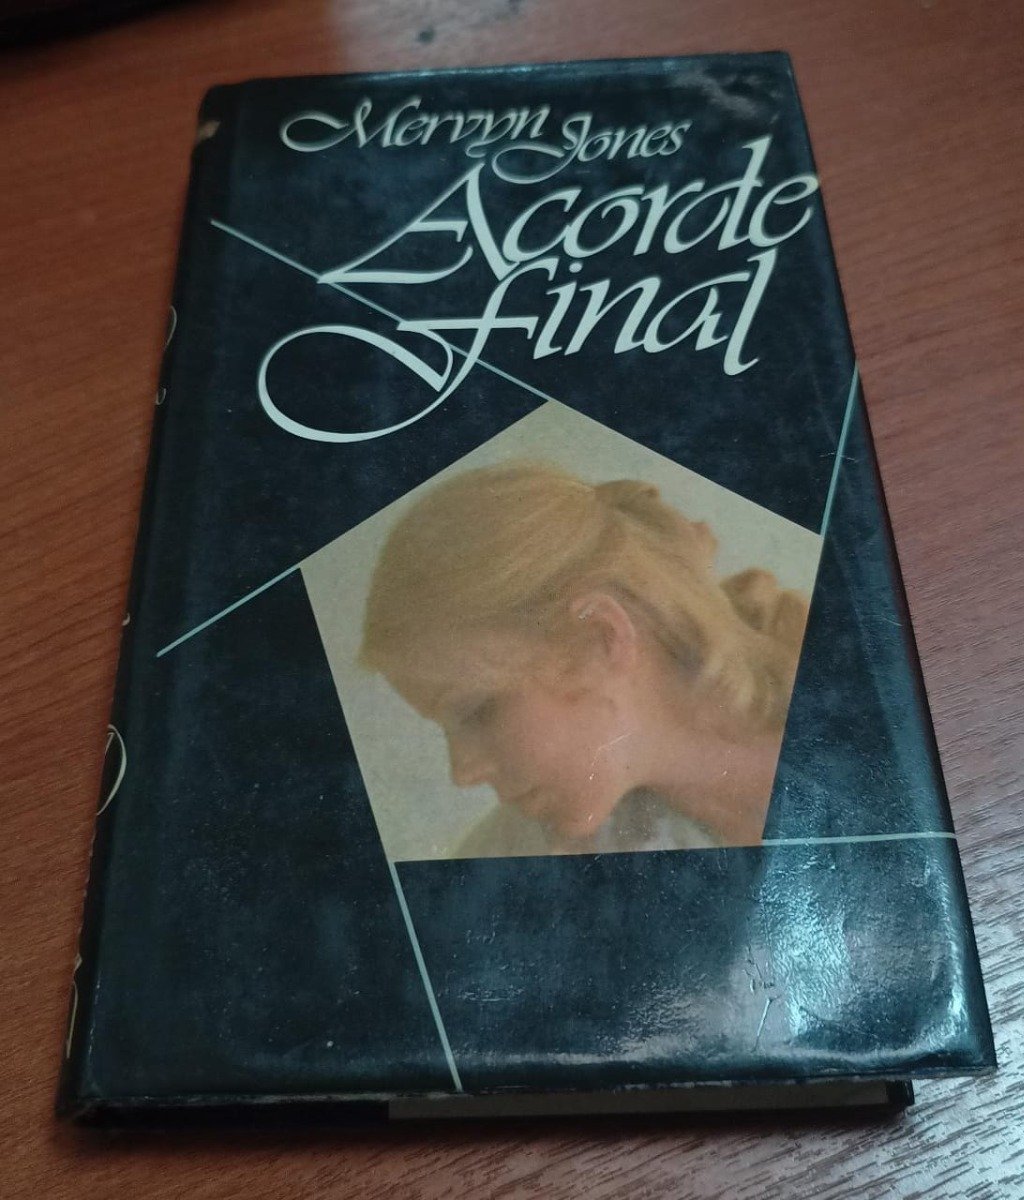 Mervyn Jones
Acorde
final